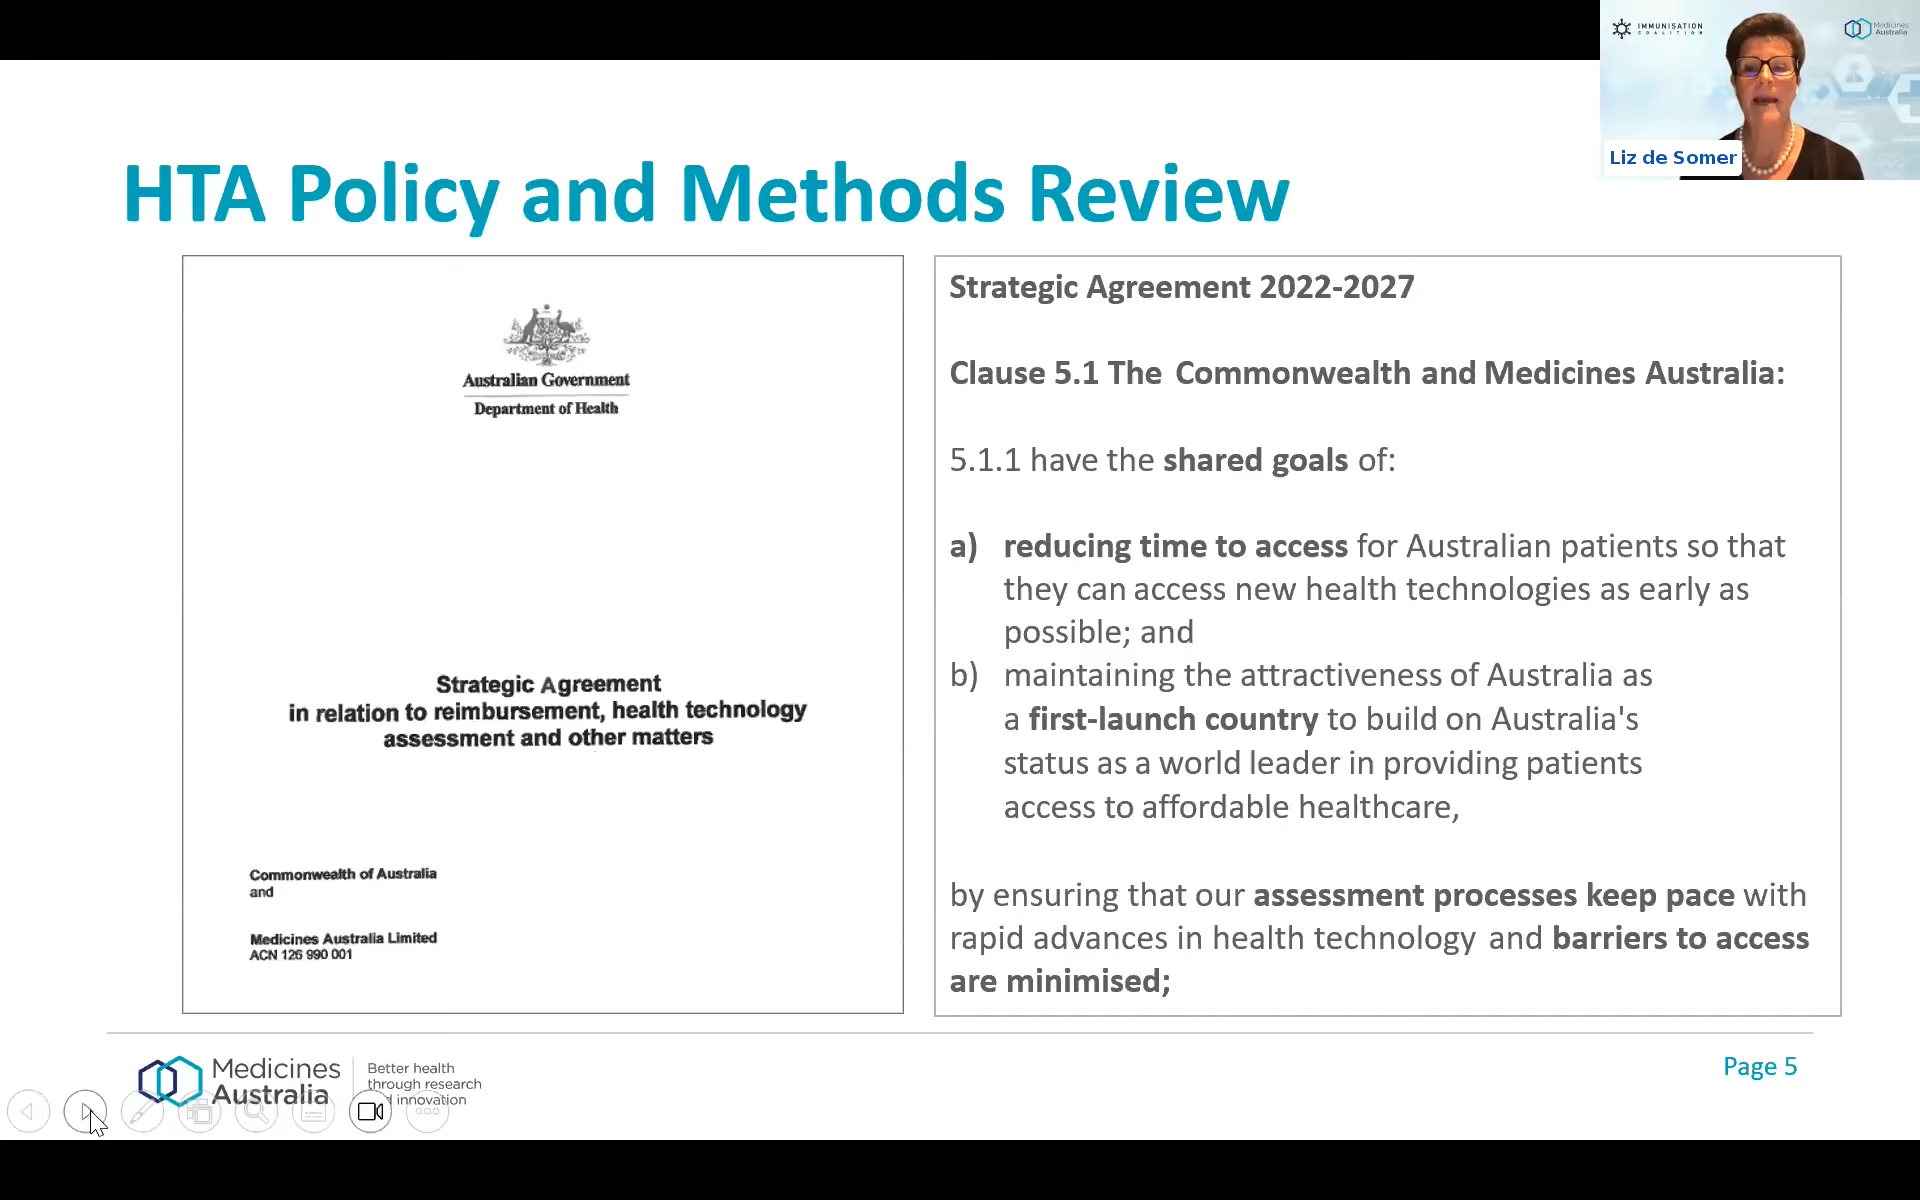 IMMUNISATION
COALITION
Medicines
Australia
Liz de Somer
HTA Policy and Methods Review
Australian Government
Department of Health
Strategic Agreement
in relation to reimbursement, health technology
assessment and other matters
Commonwealth of Australia
and
Medicines Australia Limited
ACN 126 990 001
Strategic Agreement 2022-2027
Clause 5.1 The Commonwealth and Medicines Australia:
5.1.1 have the shared goals of:
a) reducing time to access for Australian patients so that
they can access new health technologies as early as
possible; and
b) maintaining the attractiveness of Australia as
a first-launch country to build on Australia's
status as a world leader in providing patients
access to affordable healthcare,
by ensuring that our assessment processes keep pace with
rapid advances in health technology and barriers to access
are minimised;
Medicines
Australia
Better health
through research
d innovation
Page 5